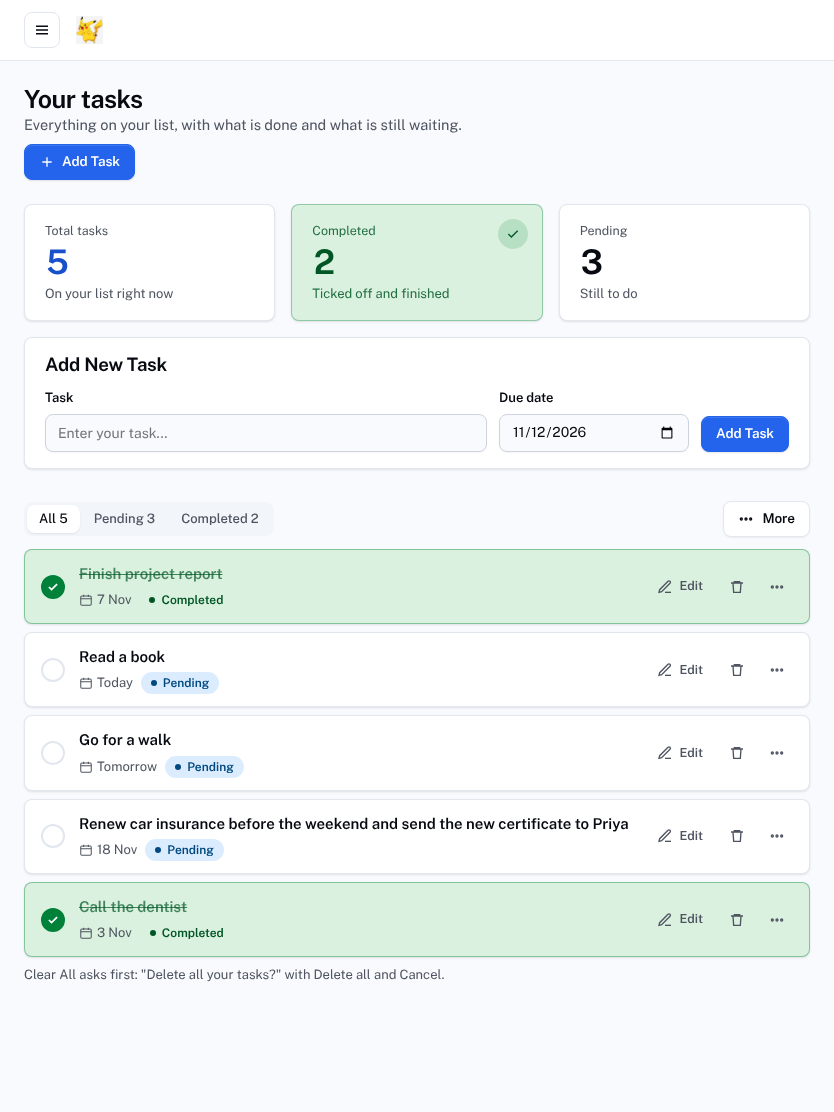 Your tasks
Everything on your list, with what is done and what is still waiting.
Add Task
Total tasks
5
On your list right now
Completed
2
Ticked off and finished
Pending
3
Still to do
Add New Task
Task
Enter your task...
Due date
11/12/2026
Add Task
All 5 Pending 3 Completed 2
More
Finish project report
7 Nov Completed
Edit
Read a book
Today Pending
Edit
Go for a walk
Tomorrow Pending
Edit
Renew car insurance before the weekend and send the new certificate to Priya
18 Nov Pending
Edit
Call the dentist
3 Nov Completed
Edit
Clear All asks first: "Delete all your tasks?" with Delete all and Cancel.